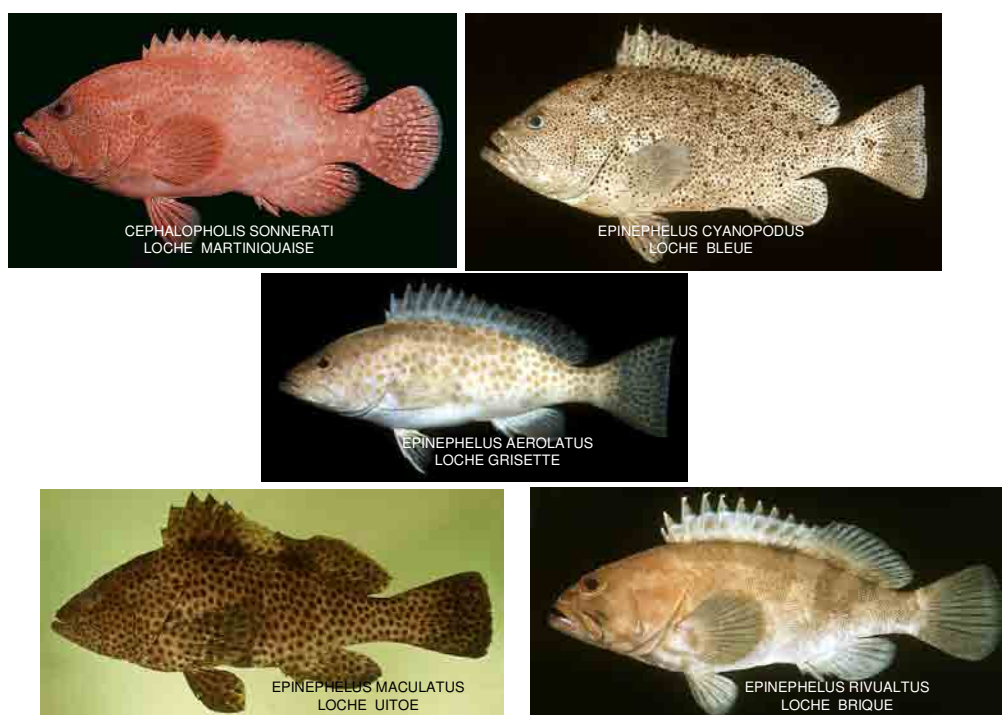 CEPHALOPHOLIS SONNERATI
LOCHE MARTINIQUAISE
EPINEPHELUS CYANOPODUS
LOCHE BLEUE
EPINEPHELUS AEROLATUS
LOCHE GRISETTE
EPINEPHELUS MACULATUS
LOCHE UITOE
EPINEPHELUS RIVUALTUS
LOCHE BRIQUE